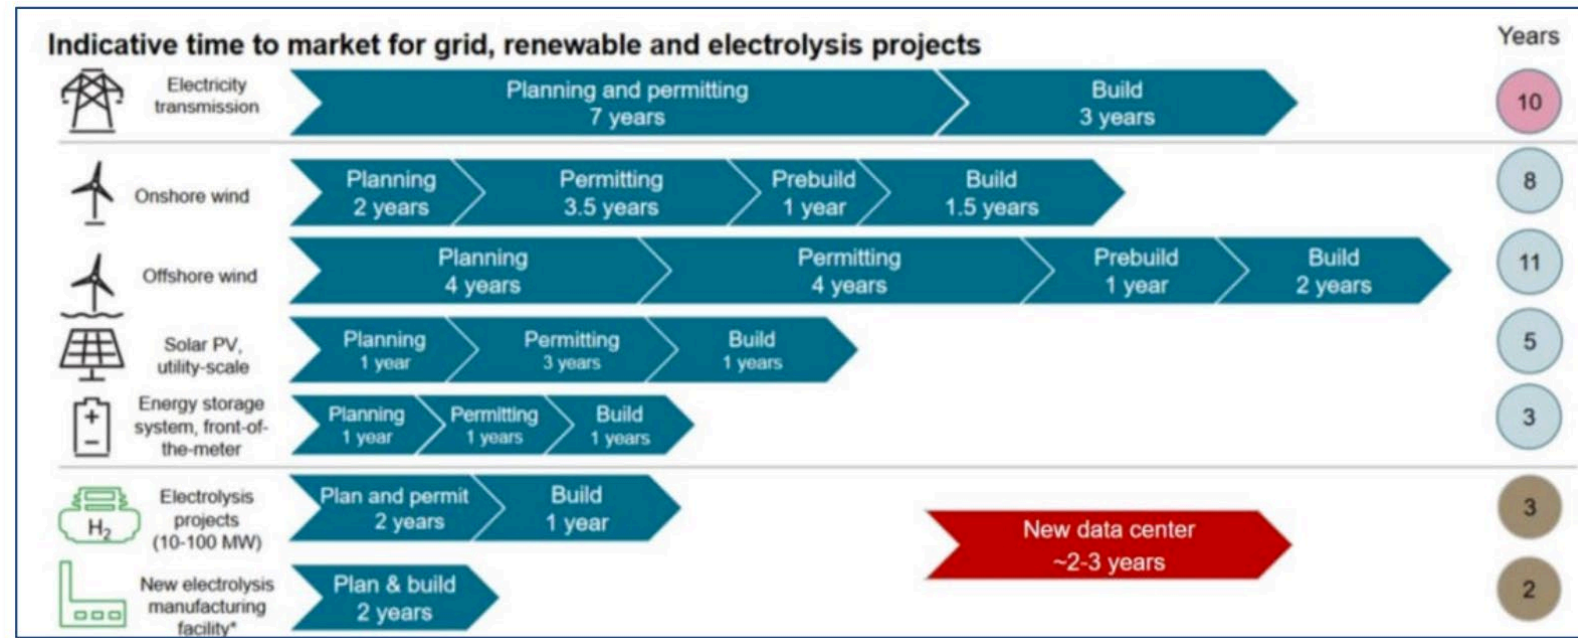 Indicative time to market for grid, renewable and electrolysis projects
Years
Electricity
transmission
Planning and permitting
7 years
Build
3 years
10
Onshore wind
Planning
2 years
Permitting
3.5 years
Prebuild
1 year
Build
1.5 years
8
Offshore wind
Planning
4 years
Permitting
4 years
Prebuild
1 year
Build
2 years
11
Solar PV,
utility-scale
Planning
1 year
Permitting
3 years
Build
1 years
5
Energy storage
system, front-of-
the-meter
Planning
1 year
Permitting
1 years
Build
1 years
3
H2
Electrolysis
projects
(10-100 MW)
Plan and permit
2 years
Build
1 year
3
New data center
~2-3 years
New electrolysis
manufacturing
facility*
Plan & build
2 years
2